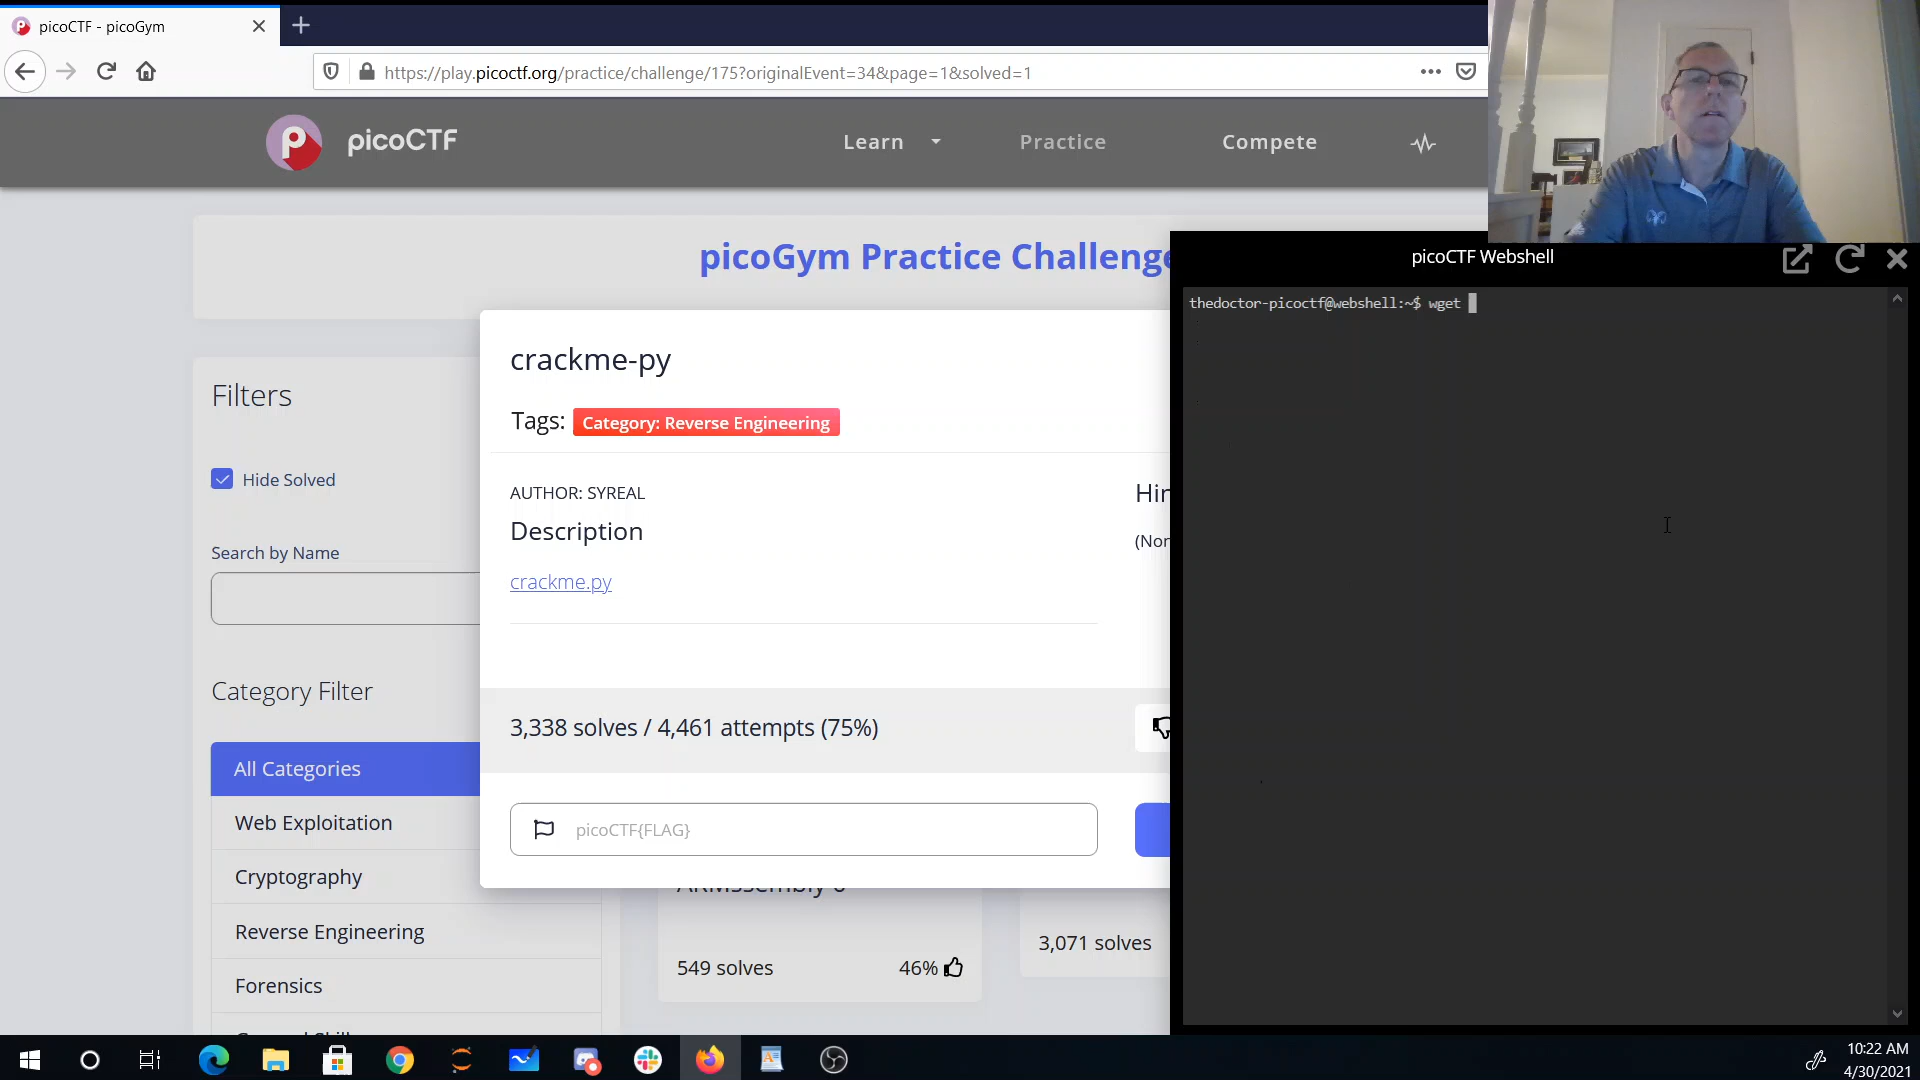 picoCTF - picoGym
https://play.picoctf.org/practice/challenge/175?originalEvent=34&page=1&solved=1
picoCTF
Learn
Practice
Compete
picoGym Practice Challenge
picoCTF Webshell
thedoctor-picoctf@webshell:~$ wget
Filters
Hide Solved
Search by Name
Category Filter
All Categories
Web Exploitation
Cryptography
Reverse Engineering
Forensics
crackme-py
Tags: Category: Reverse Engineering
AUTHOR: SYREAL
Description
crackme.py
Hin
(Non
3,338 solves / 4,461 attempts (75%)
picoCTF{FLAG}
549 solves
46%
3,071 solves
10:22 AM
4/30/2021